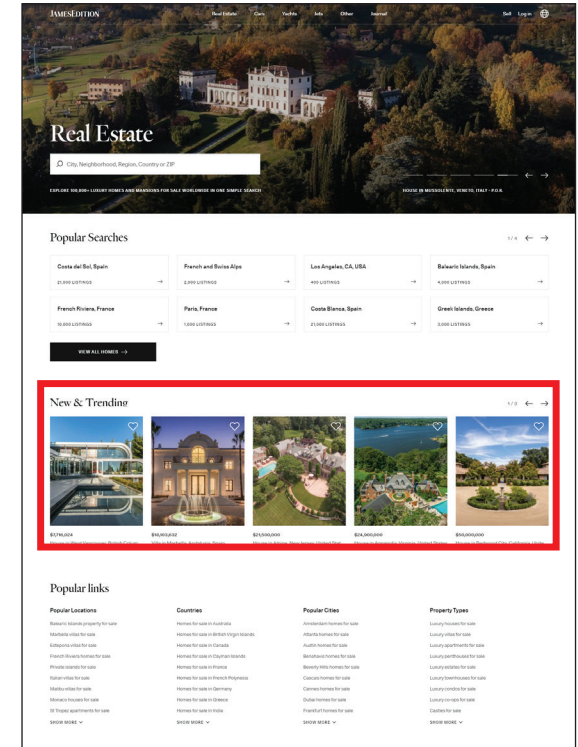 JAMESEDITION
Real Estate Cars Yachts Jets Other Journal
Sell Log in
Real Estate
City, Neighborhood, Region, Country or ZIP
EXPLORE 100,000+ LUXURY HOMES AND MANSIONS FOR SALE WORLDWIDE IN ONE SIMPLE SEARCH
HOUSE IN MUSSOLENTE, VENETO, ITALY - P.O.R.
Popular Searches
1 / 4
Costa del Sol, Spain
21,000 LISTINGS
French and Swiss Alps
2,000 LISTINGS
Los Angeles, CA, USA
400 LISTINGS
Balearic Islands, Spain
4,000 LISTINGS
French Riviera, France
10,000 LISTINGS
Paris, France
1,000 LISTINGS
Costa Blanca, Spain
21,000 LISTINGS
Greek Islands, Greece
3,000 LISTINGS
VIEW ALL HOMES
New & Trending
1 / 3
$7,716,024
$16,103,632
$21,500,000
$24,900,000
$50,000,000
Popular links
Popular Locations
Balearic Islands property for sale
Marbella villas for sale
Estepona villas for sale
French Riviera homes for sale
Private islands for sale
Italian villas for sale
Malibu villas for sale
Monaco houses for sale
St Tropez apartments for sale
SHOW MORE
Countries
Homes for sale in Australia
Homes for sale in British Virgin Islands
Homes for sale in Canada
Homes for sale in Cayman Islands
Homes for sale in France
Homes for sale in French Polynesia
Homes for sale in Germany
Homes for sale in Greece
Homes for sale in India
SHOW MORE
Popular Cities
Amsterdam homes for sale
Atlanta homes for sale
Austin homes for sale
Benahavis homes for sale
Beverly Hills homes for sale
Cascais homes for sale
Cannes homes for sale
Dubai homes for sale
Frankfurt homes for sale
SHOW MORE
Property Types
Luxury houses for sale
Luxury villas for sale
Luxury apartments for sale
Luxury penthouses for sale
Luxury estates for sale
Luxury townhouses for sale
Luxury condos for sale
Luxury co-ops for sale
Castles for sale
SHOW MORE